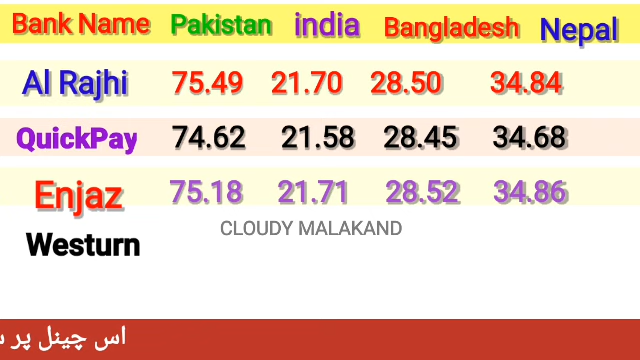 Bank Name Pakistan india Bangladesh Nepal
Al Rajhi 75.49 21.70 28.50 34.84
QuickPay 74.62 21.58 28.45 34.68
Enjaz 75.18 21.71 28.52 34.86
Westurn
CLOUDY MALAKAND
اس چینل پر